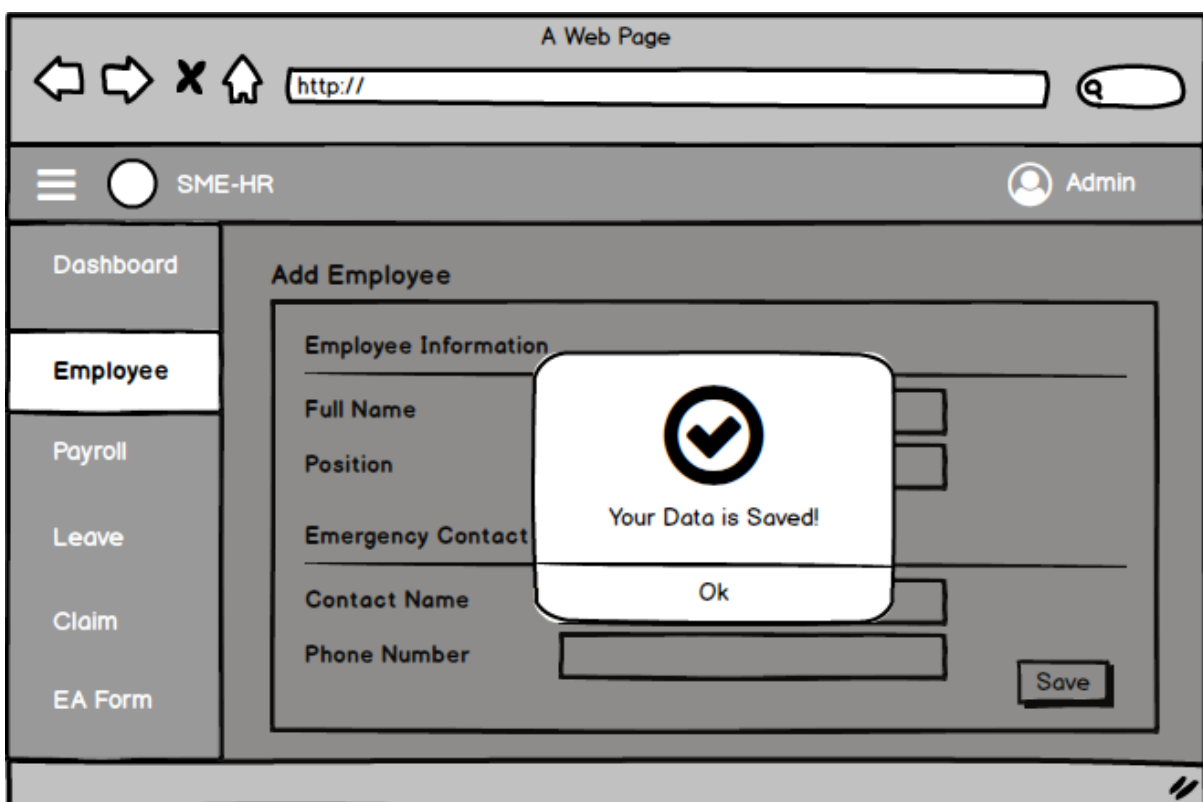 A Web Page
http://
SME-HR
Admin
Dashboard
Employee
Payroll
Leave
Claim
EA Form
Add Employee
Employee Information
Full Name
Position
Emergency Contact
Contact Name
Phone Number
Save
Your Data is Saved!
Ok